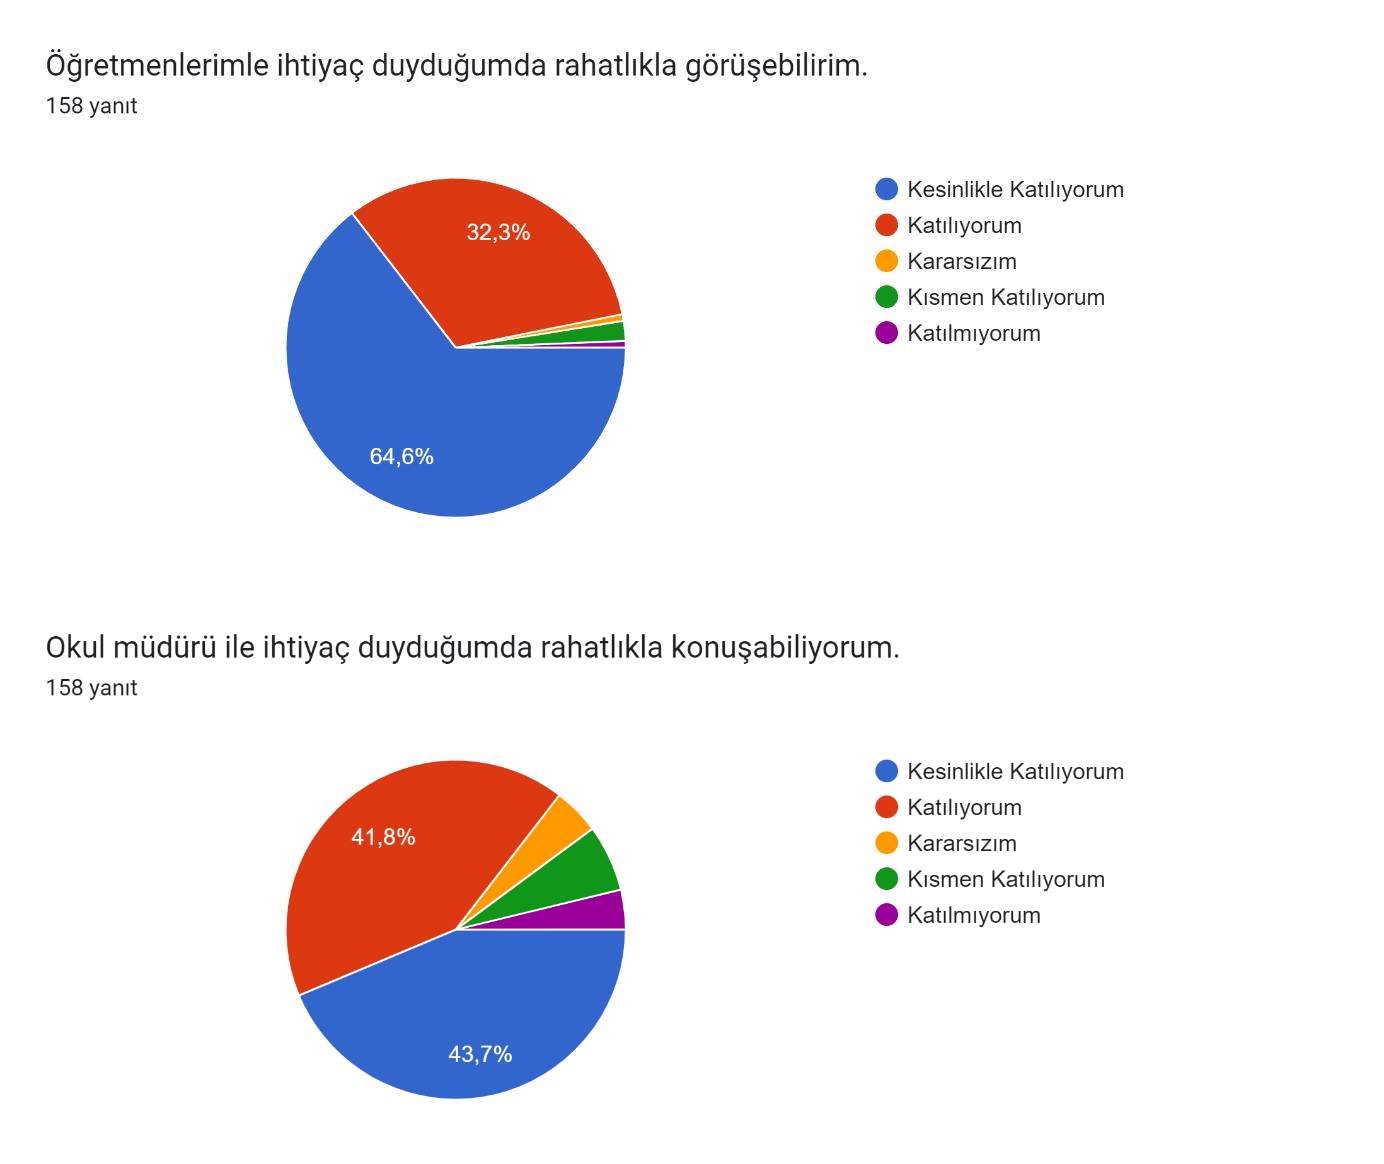 Öğretmenlerimle ihtiyaç duyduğumda rahatlıkla görüşebilirim.
158 yanıt
Kesinlikle Katılıyorum
Katılıyorum
Kararsızım
Kısmen Katılıyorum
Katılmıyorum
32,3%
64,6%
Okul müdürü ile ihtiyaç duyduğumda rahatlıkla konuşabiliyorum.
158 yanıt
Kesinlikle Katılıyorum
Katılıyorum
Kararsızım
Kısmen Katılıyorum
Katılmıyorum
41,8%
43,7%